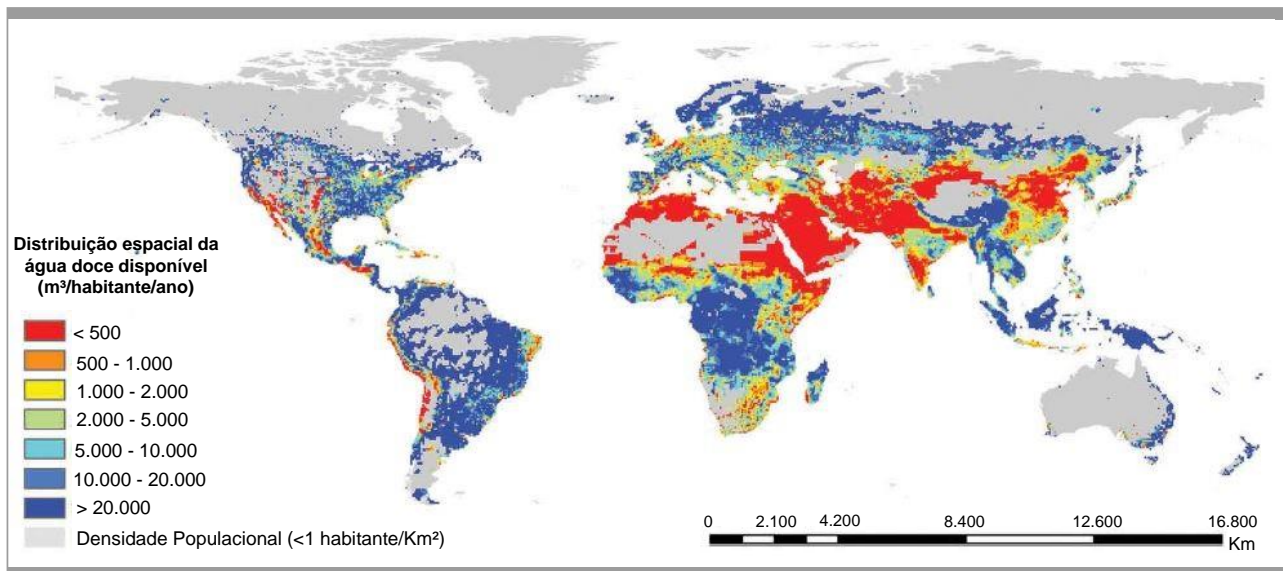 Distribuição espacial da
água doce disponível
(m³/habitante/ano)
< 500
500 - 1.000
1.000 - 2.000
2.000 - 5.000
5.000 - 10.000
10.000 - 20.000
> 20.000
Densidade Populacional (<1 habitante/Km²)
0 2.100 4.200 8.400 12.600 16.800
Km